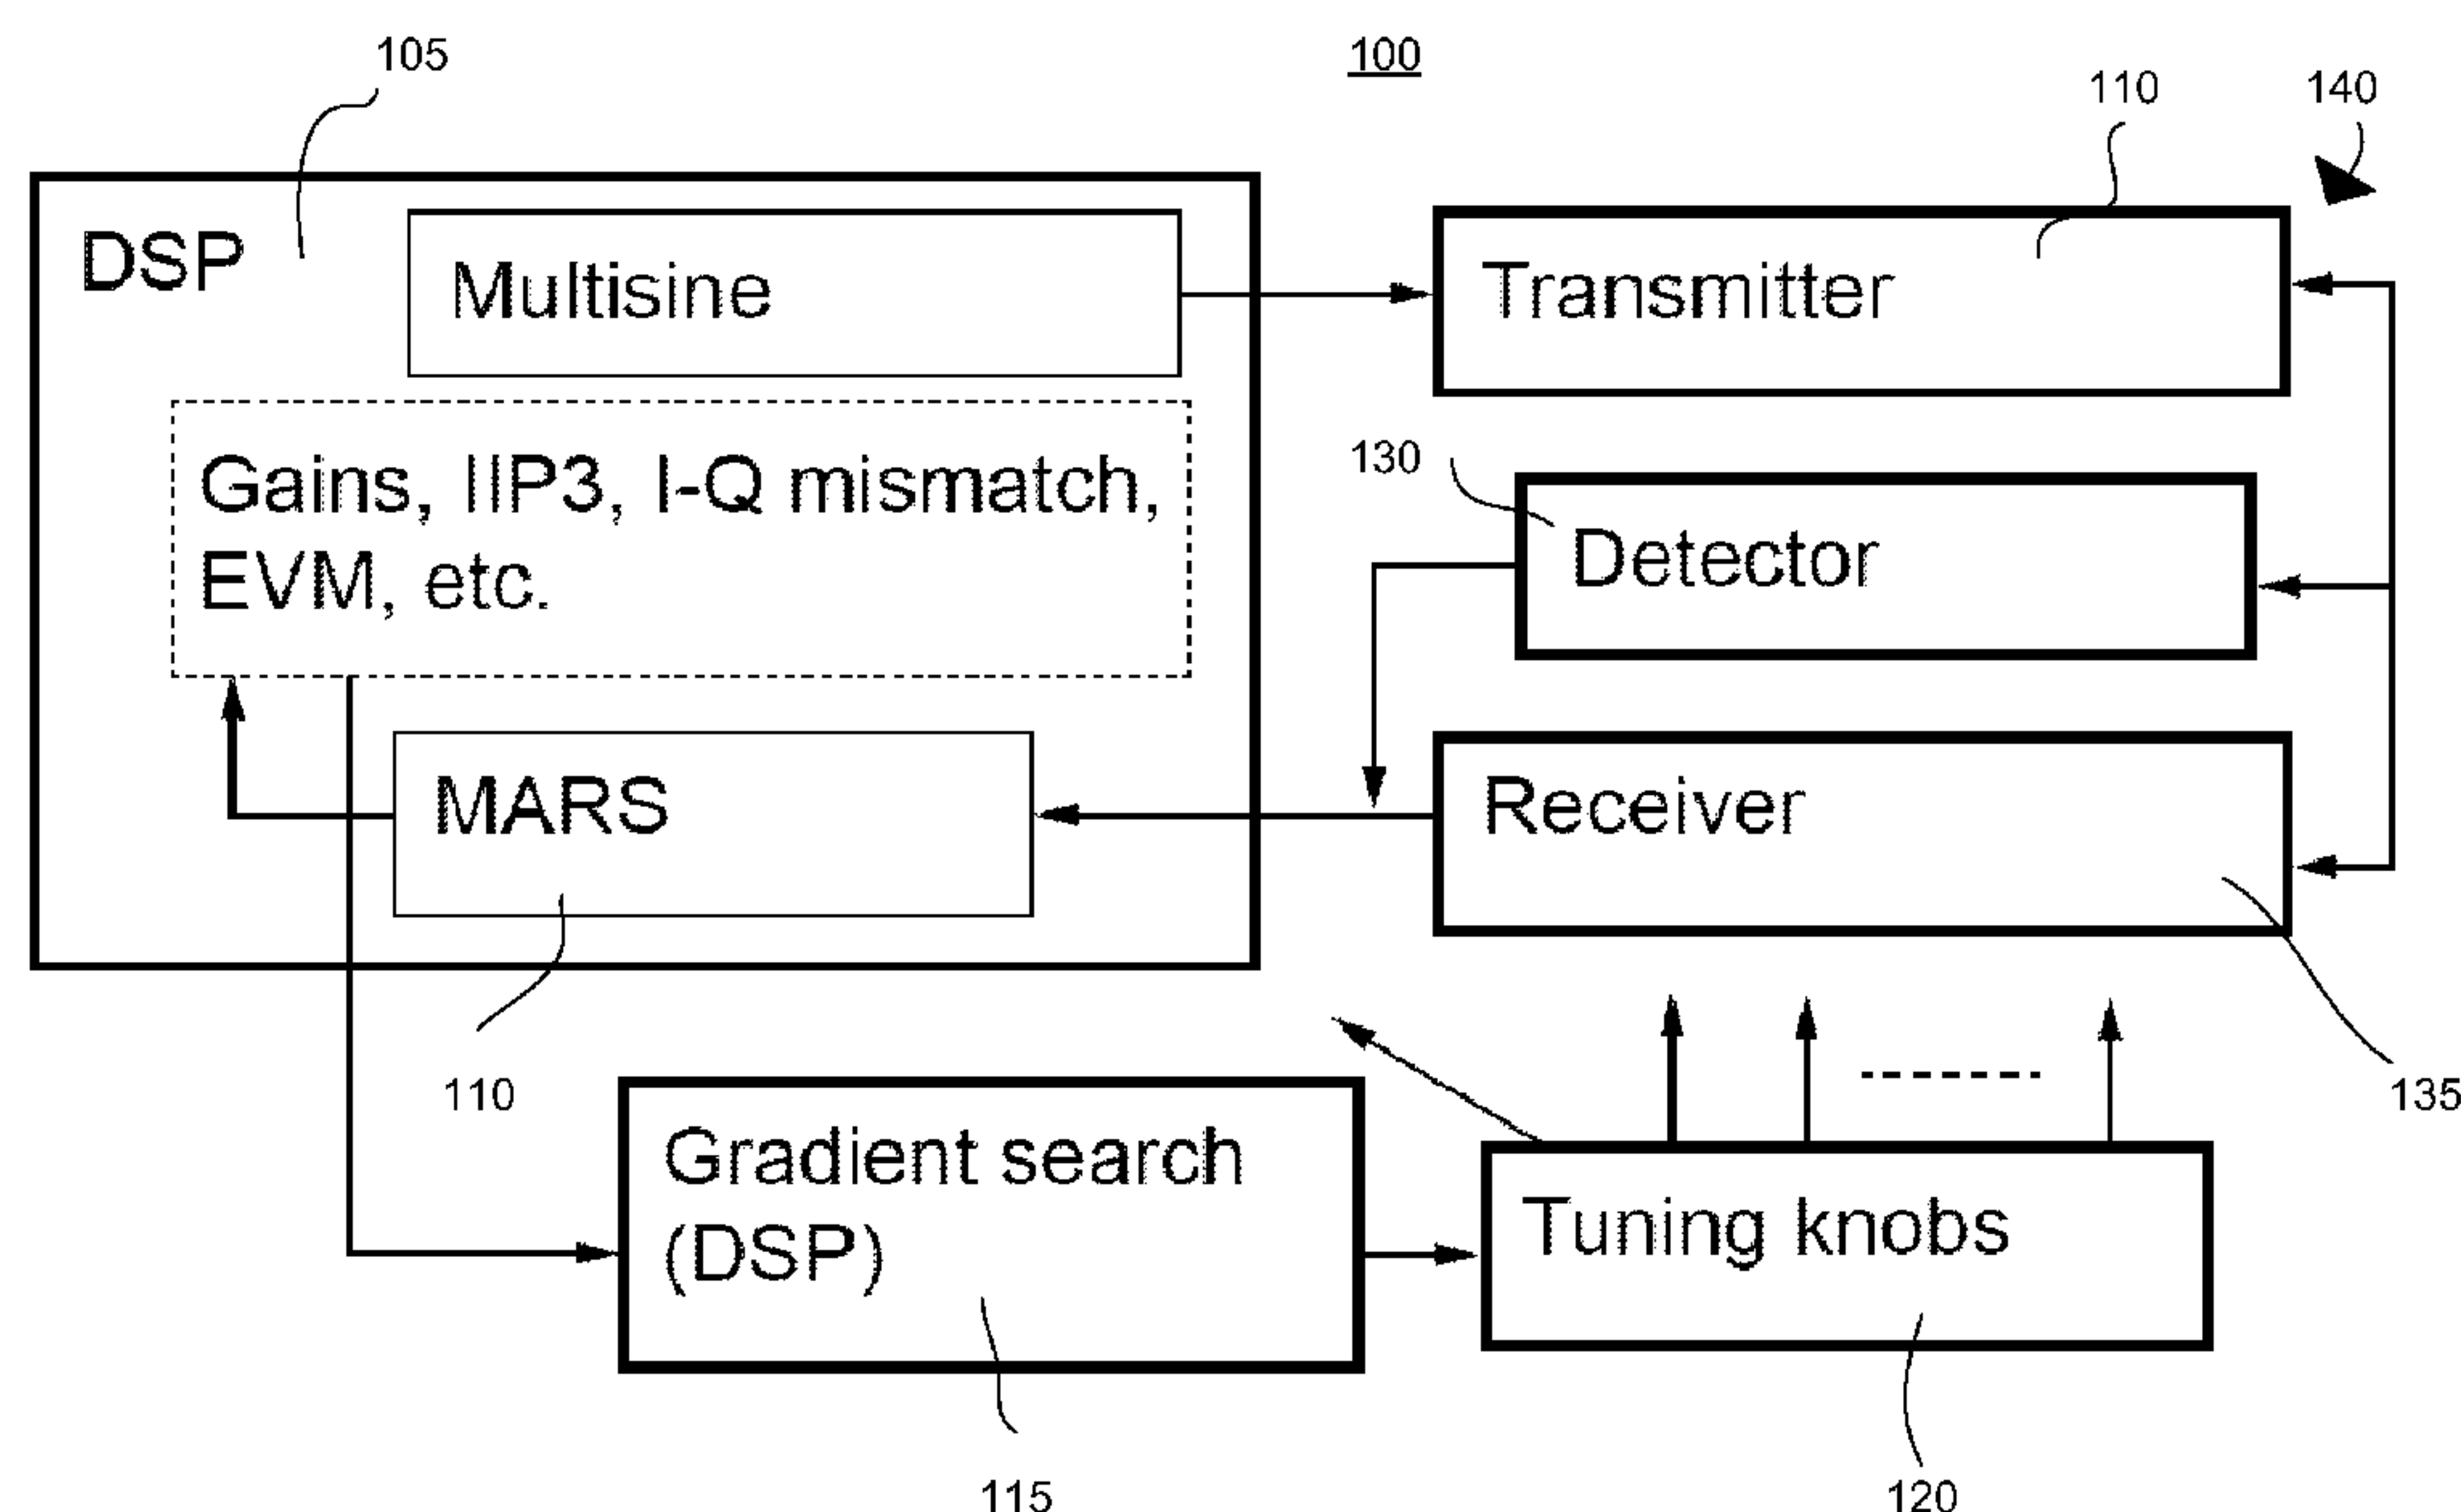 105
100
110
140
DSP
Multisine
Transmitter
Gains, IIP3, I-Q mismatch,
EVM, etc.
130
Detector
MARS
Receiver
110
135
Gradient search
(DSP)
Tuning knobs
115
120